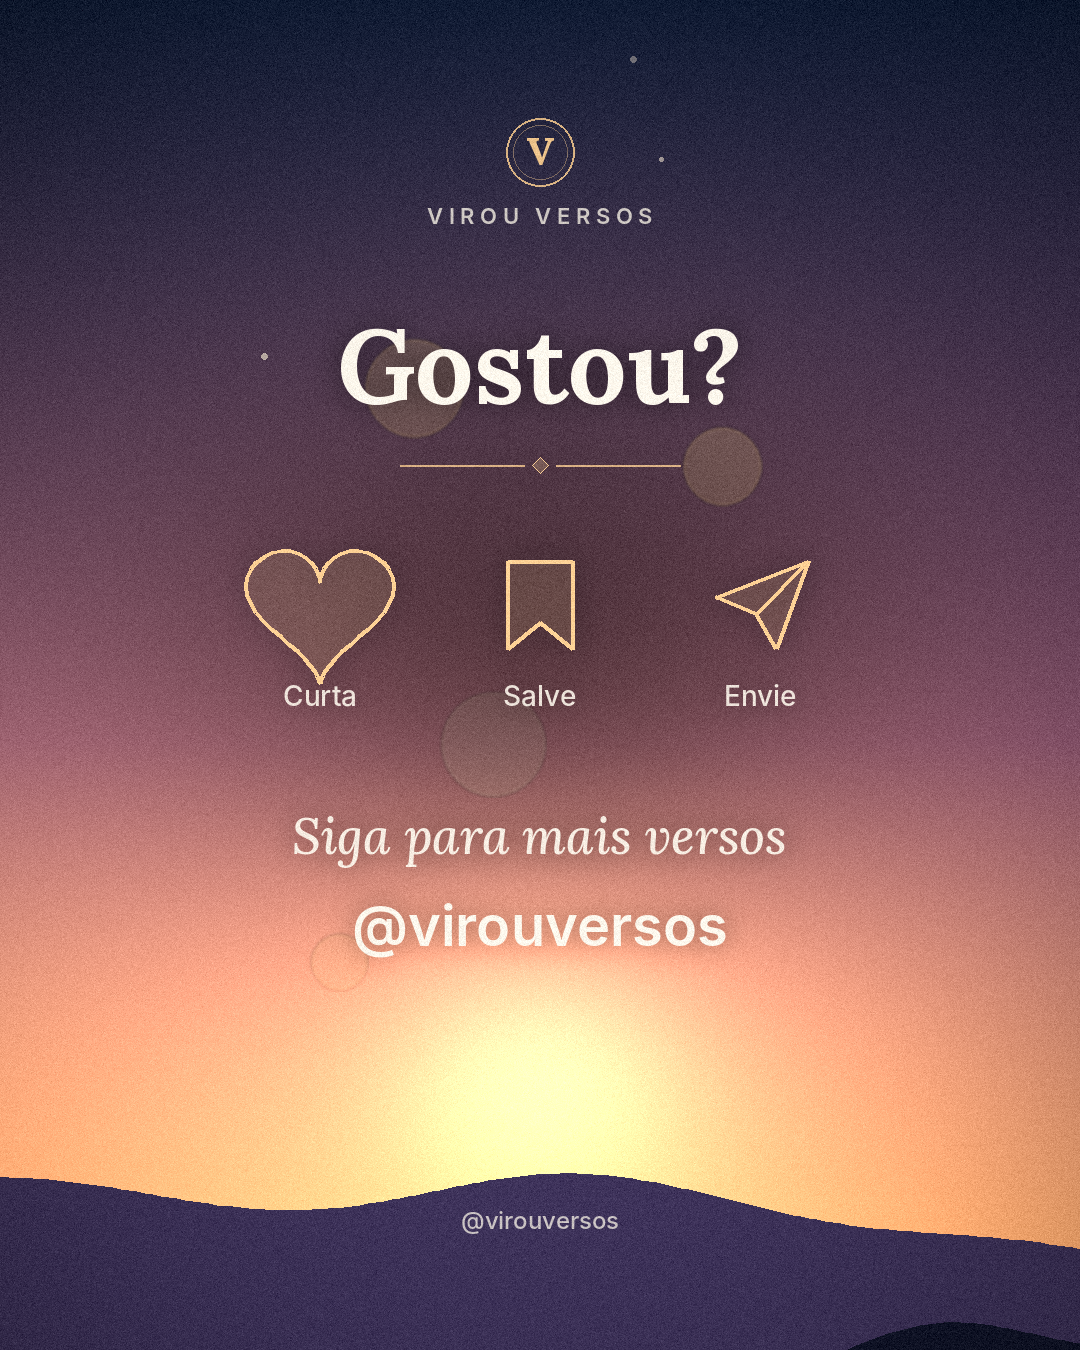 V
VIROU VERSOS
Gostou?
Curta Salve Envie
Siga para mais versos
@virouversos
@virouversos